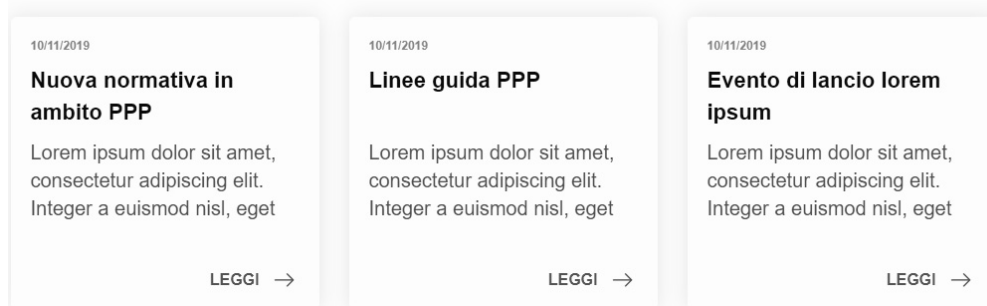 10/11/2019
Nuova normativa in
ambito PPP
Lorem ipsum dolor sit amet,
consectetur adipiscing elit.
Integer a euismod nisl, eget
LEGGI
10/11/2019
Linee guida PPP
Lorem ipsum dolor sit amet,
consectetur adipiscing elit.
Integer a euismod nisl, eget
LEGGI
10/11/2019
Evento di lancio lorem
ipsum
Lorem ipsum dolor sit amet,
consectetur adipiscing elit.
Integer a euismod nisl, eget
LEGGI